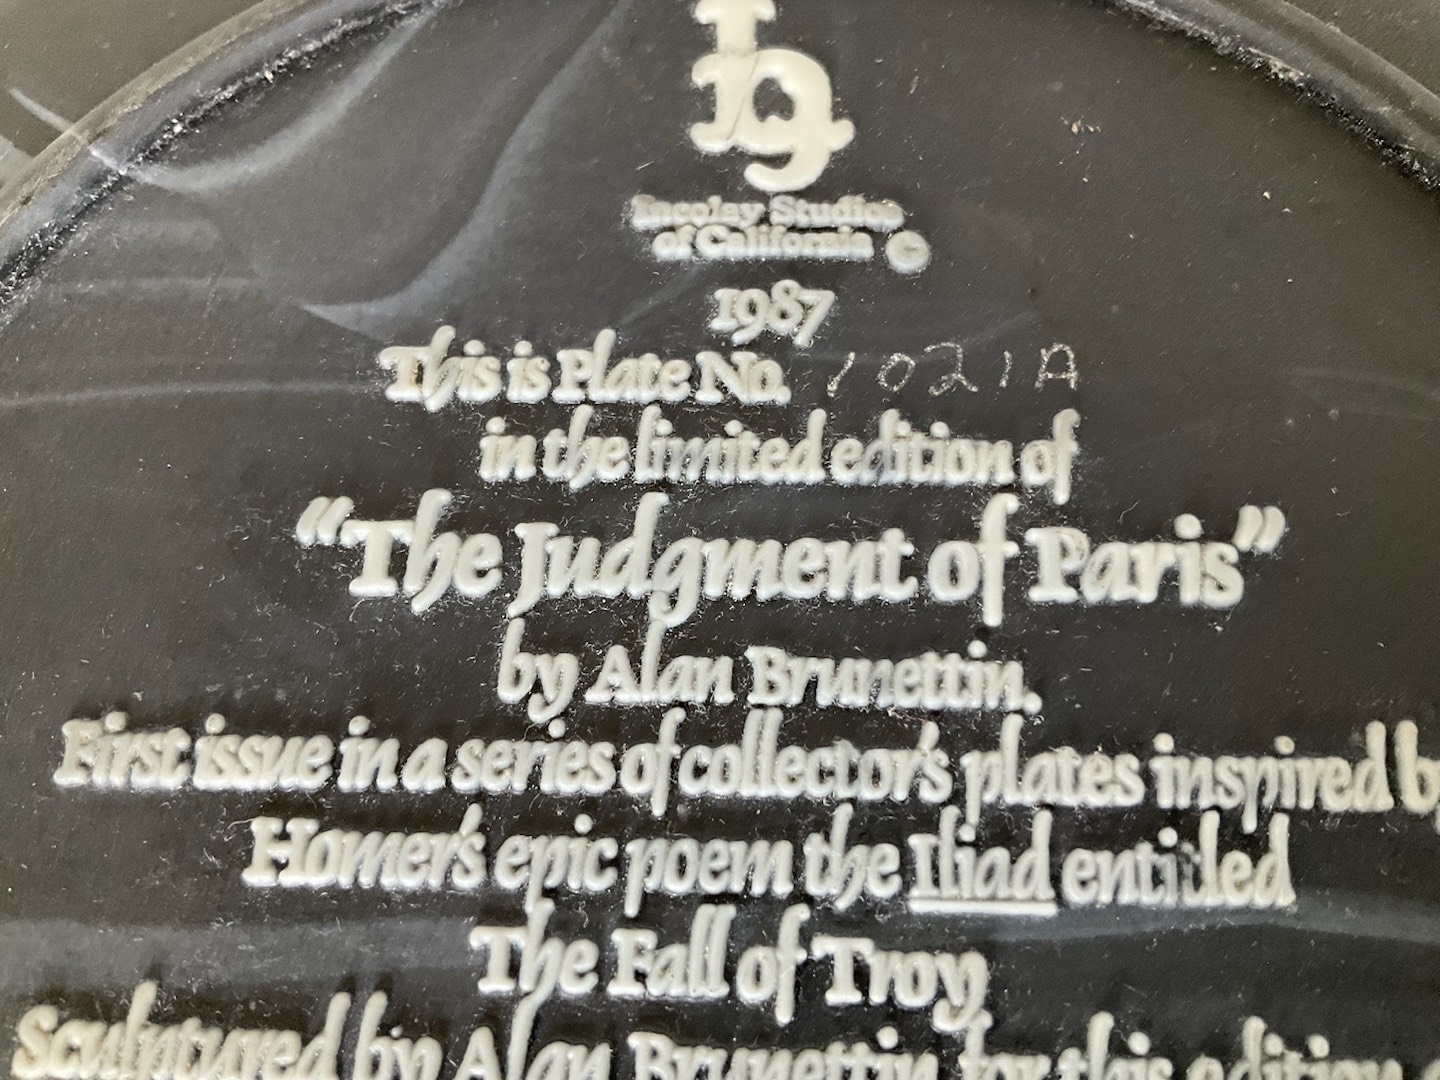 Incolay Studios
of California
1987
This is Plate No. 1021A
in the limited edition of
“The Judgment of Paris”
by Alan Brunettin.
First issue in a series of collector's plates inspired by
Homer's epic poem the Iliad entitled
The Fall of Troy
Sculptured by Alan Brunettin for this edition